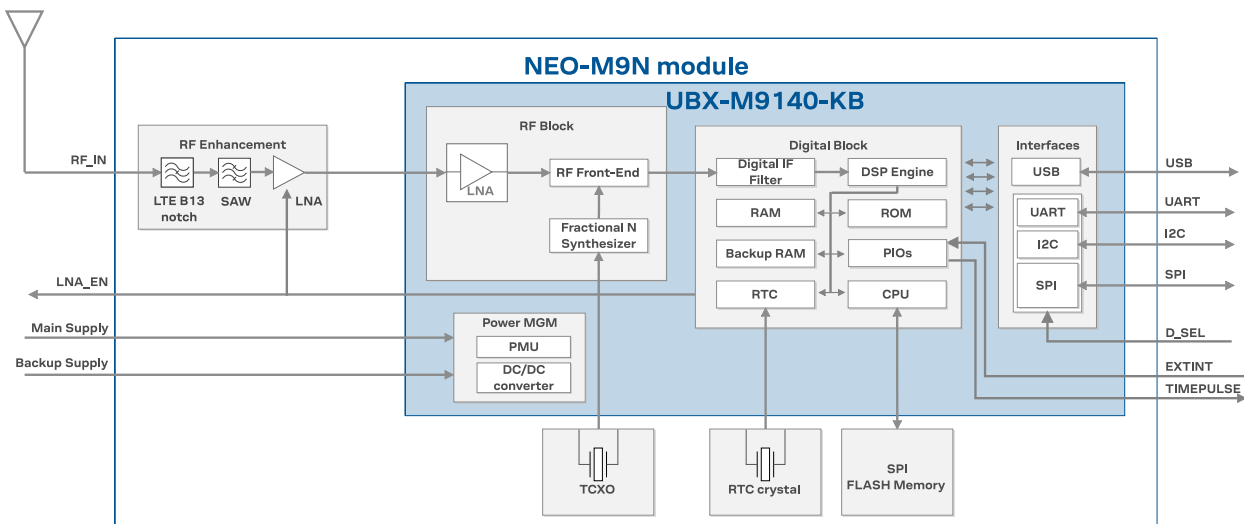 NEO-M9N module
UBX-M9140-KB
RF_IN
RF Enhancement
LTE B13
notch
SAW
LNA
RF Block
LNA
RF Front-End
Fractional N
Synthesizer
Digital Block
Digital IF
Filter
DSP Engine
RAM
ROM
Backup RAM
PIOs
RTC
CPU
Interfaces
USB
UART
I2C
SPI
USB
UART
I2C
SPI
D_SEL
EXTINT
TIMEPULSE
LNA_EN
Main Supply
Backup Supply
Power MGM
PMU
DC/DC
converter
TCXO
RTC crystal
SPI
FLASH Memory